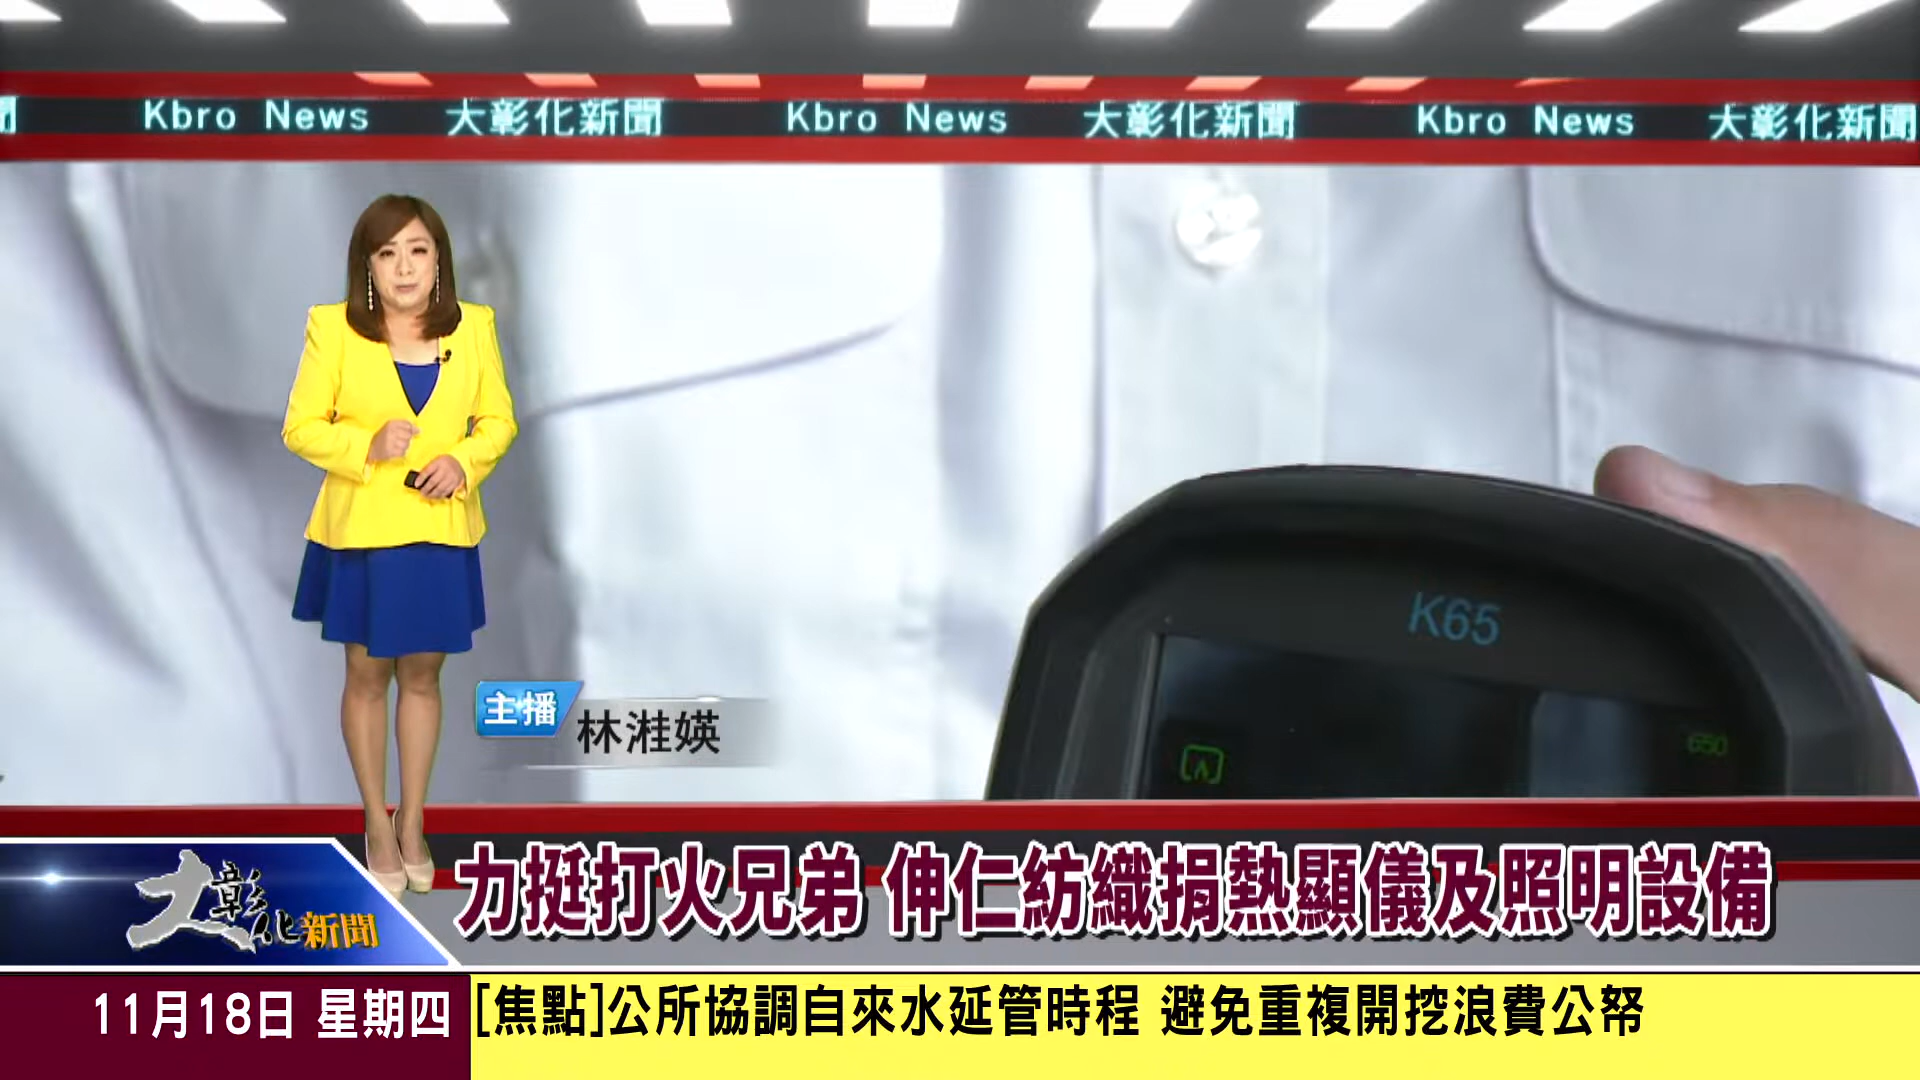 聞 Kbro News 大彰化新聞 Kbro News 大彰化新聞 Kbro News 大彰化新聞
K65
650
主播 林溎媖
大彰化新聞
力挺打火兄弟 伸仁紡織捐熱顯儀及照明設備
11月18日 星期四
[焦點]公所協調自來水延管時程 避免重複開挖浪費公帑